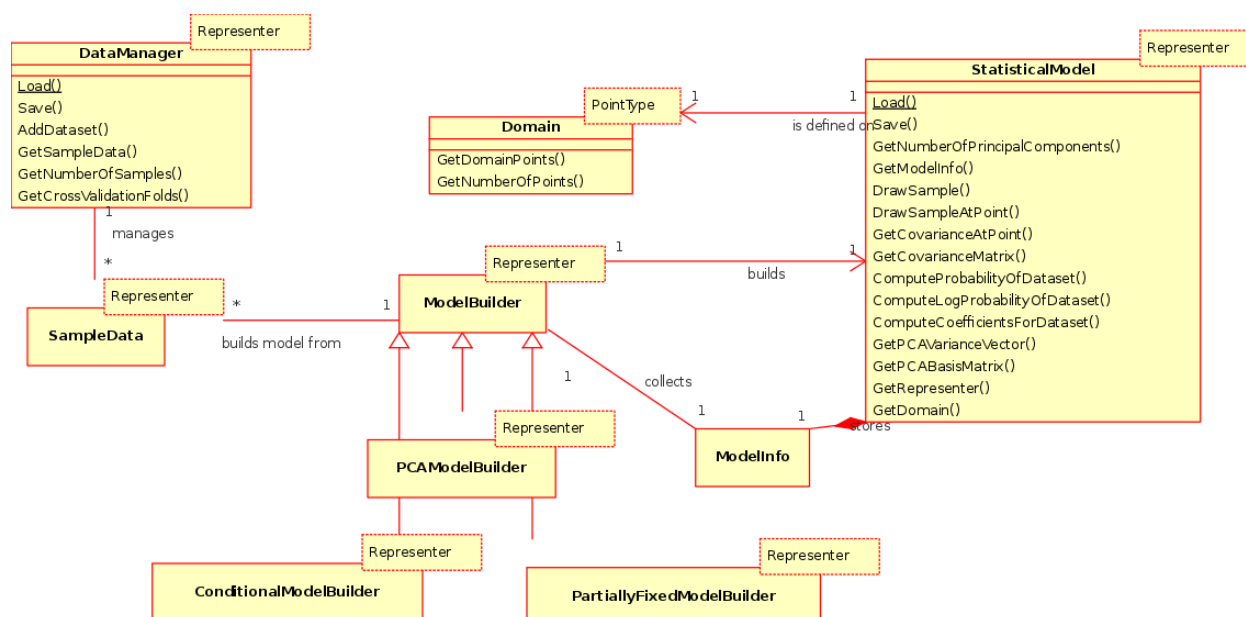 Representer
DataManager
Load()
Save()
AddDataset()
GetSampleData()
GetNumberOfSamples()
GetCrossValidationFolds()
1
manages
*
Representer
SampleData
*
1
builds model from
PointType
Domain
GetDomainPoints()
GetNumberOfPoints()
1
1
is defined on
Representer
StatisticalModel
Load()
Save()
GetNumberOfPrincipalComponents()
GetModelInfo()
DrawSample()
DrawSampleAtPoint()
GetCovarianceAtPoint()
GetCovarianceMatrix()
ComputeProbabilityOfDataset()
ComputeLogProbabilityOfDataset()
ComputeCoefficientsForDataset()
GetPCAVarianceVector()
GetPCABasisMatrix()
GetRepresenter()
GetDomain()
Representer
ModelBuilder
1
1
builds
1
collects
1
1
stores
ModelInfo
Representer
PCAModelBuilder
Representer
ConditionalModelBuilder
Representer
PartiallyFixedModelBuilder